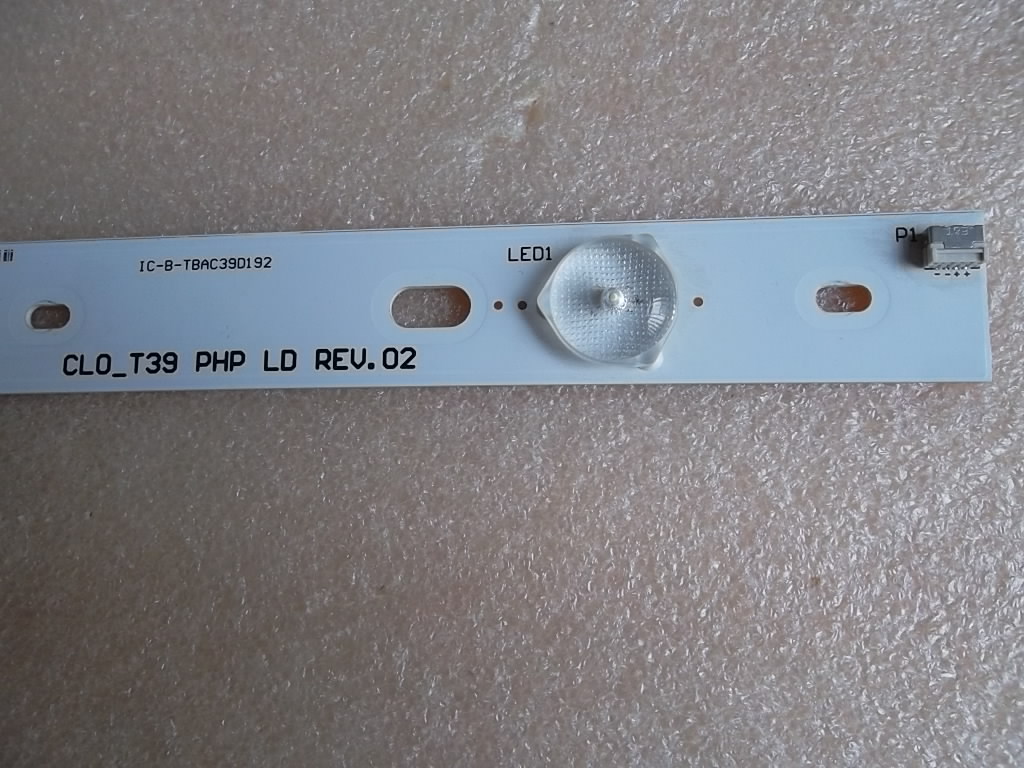 IC-B-TBAC39D192
LED1
P1
- - + +
CLO_T39 PHP LD REV.02